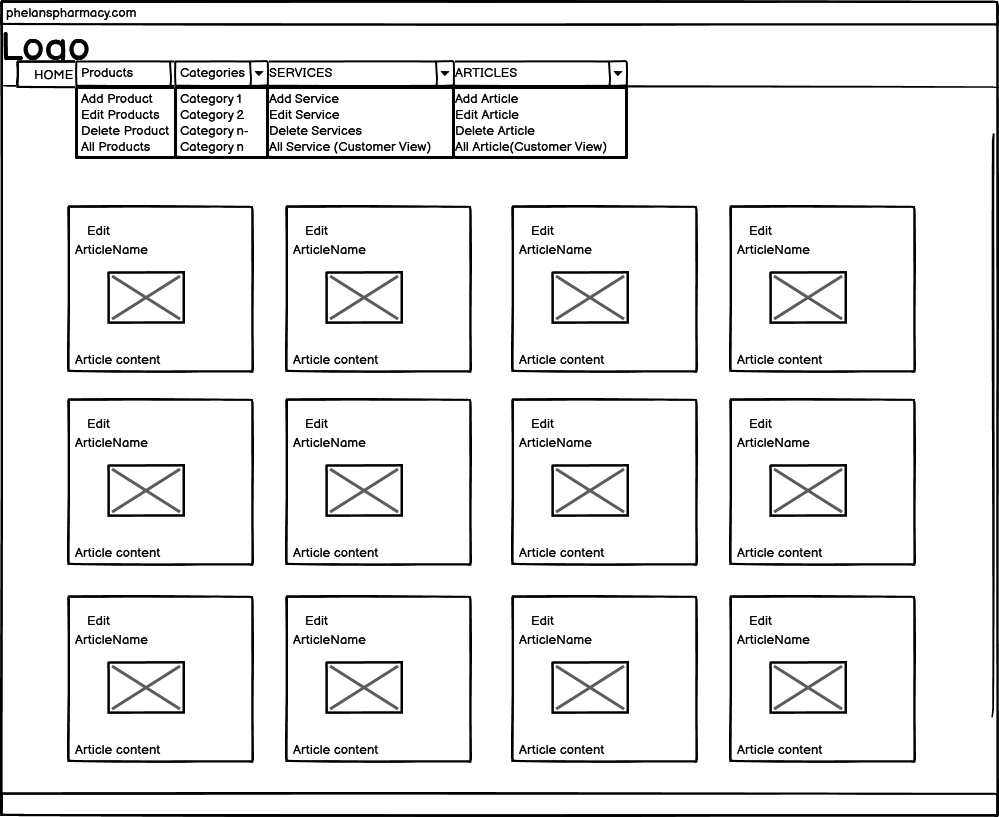 phelanspharmacy.com
Logo
HOME Products Categories SERVICES ARTICLES
Add Product Category 1 Add Service Add Article
Edit Products Category 2 Edit Service Edit Article
Delete Product Category n- Delete Services Delete Article
All Products Category n All Service (Customer View) All Article(Customer View)
Edit Edit Edit Edit
ArticleName ArticleName ArticleName ArticleName
Article content Article content Article content Article content
Edit Edit Edit Edit
ArticleName ArticleName ArticleName ArticleName
Article content Article content Article content Article content
Edit Edit Edit Edit
ArticleName ArticleName ArticleName ArticleName
Article content Article content Article content Article content